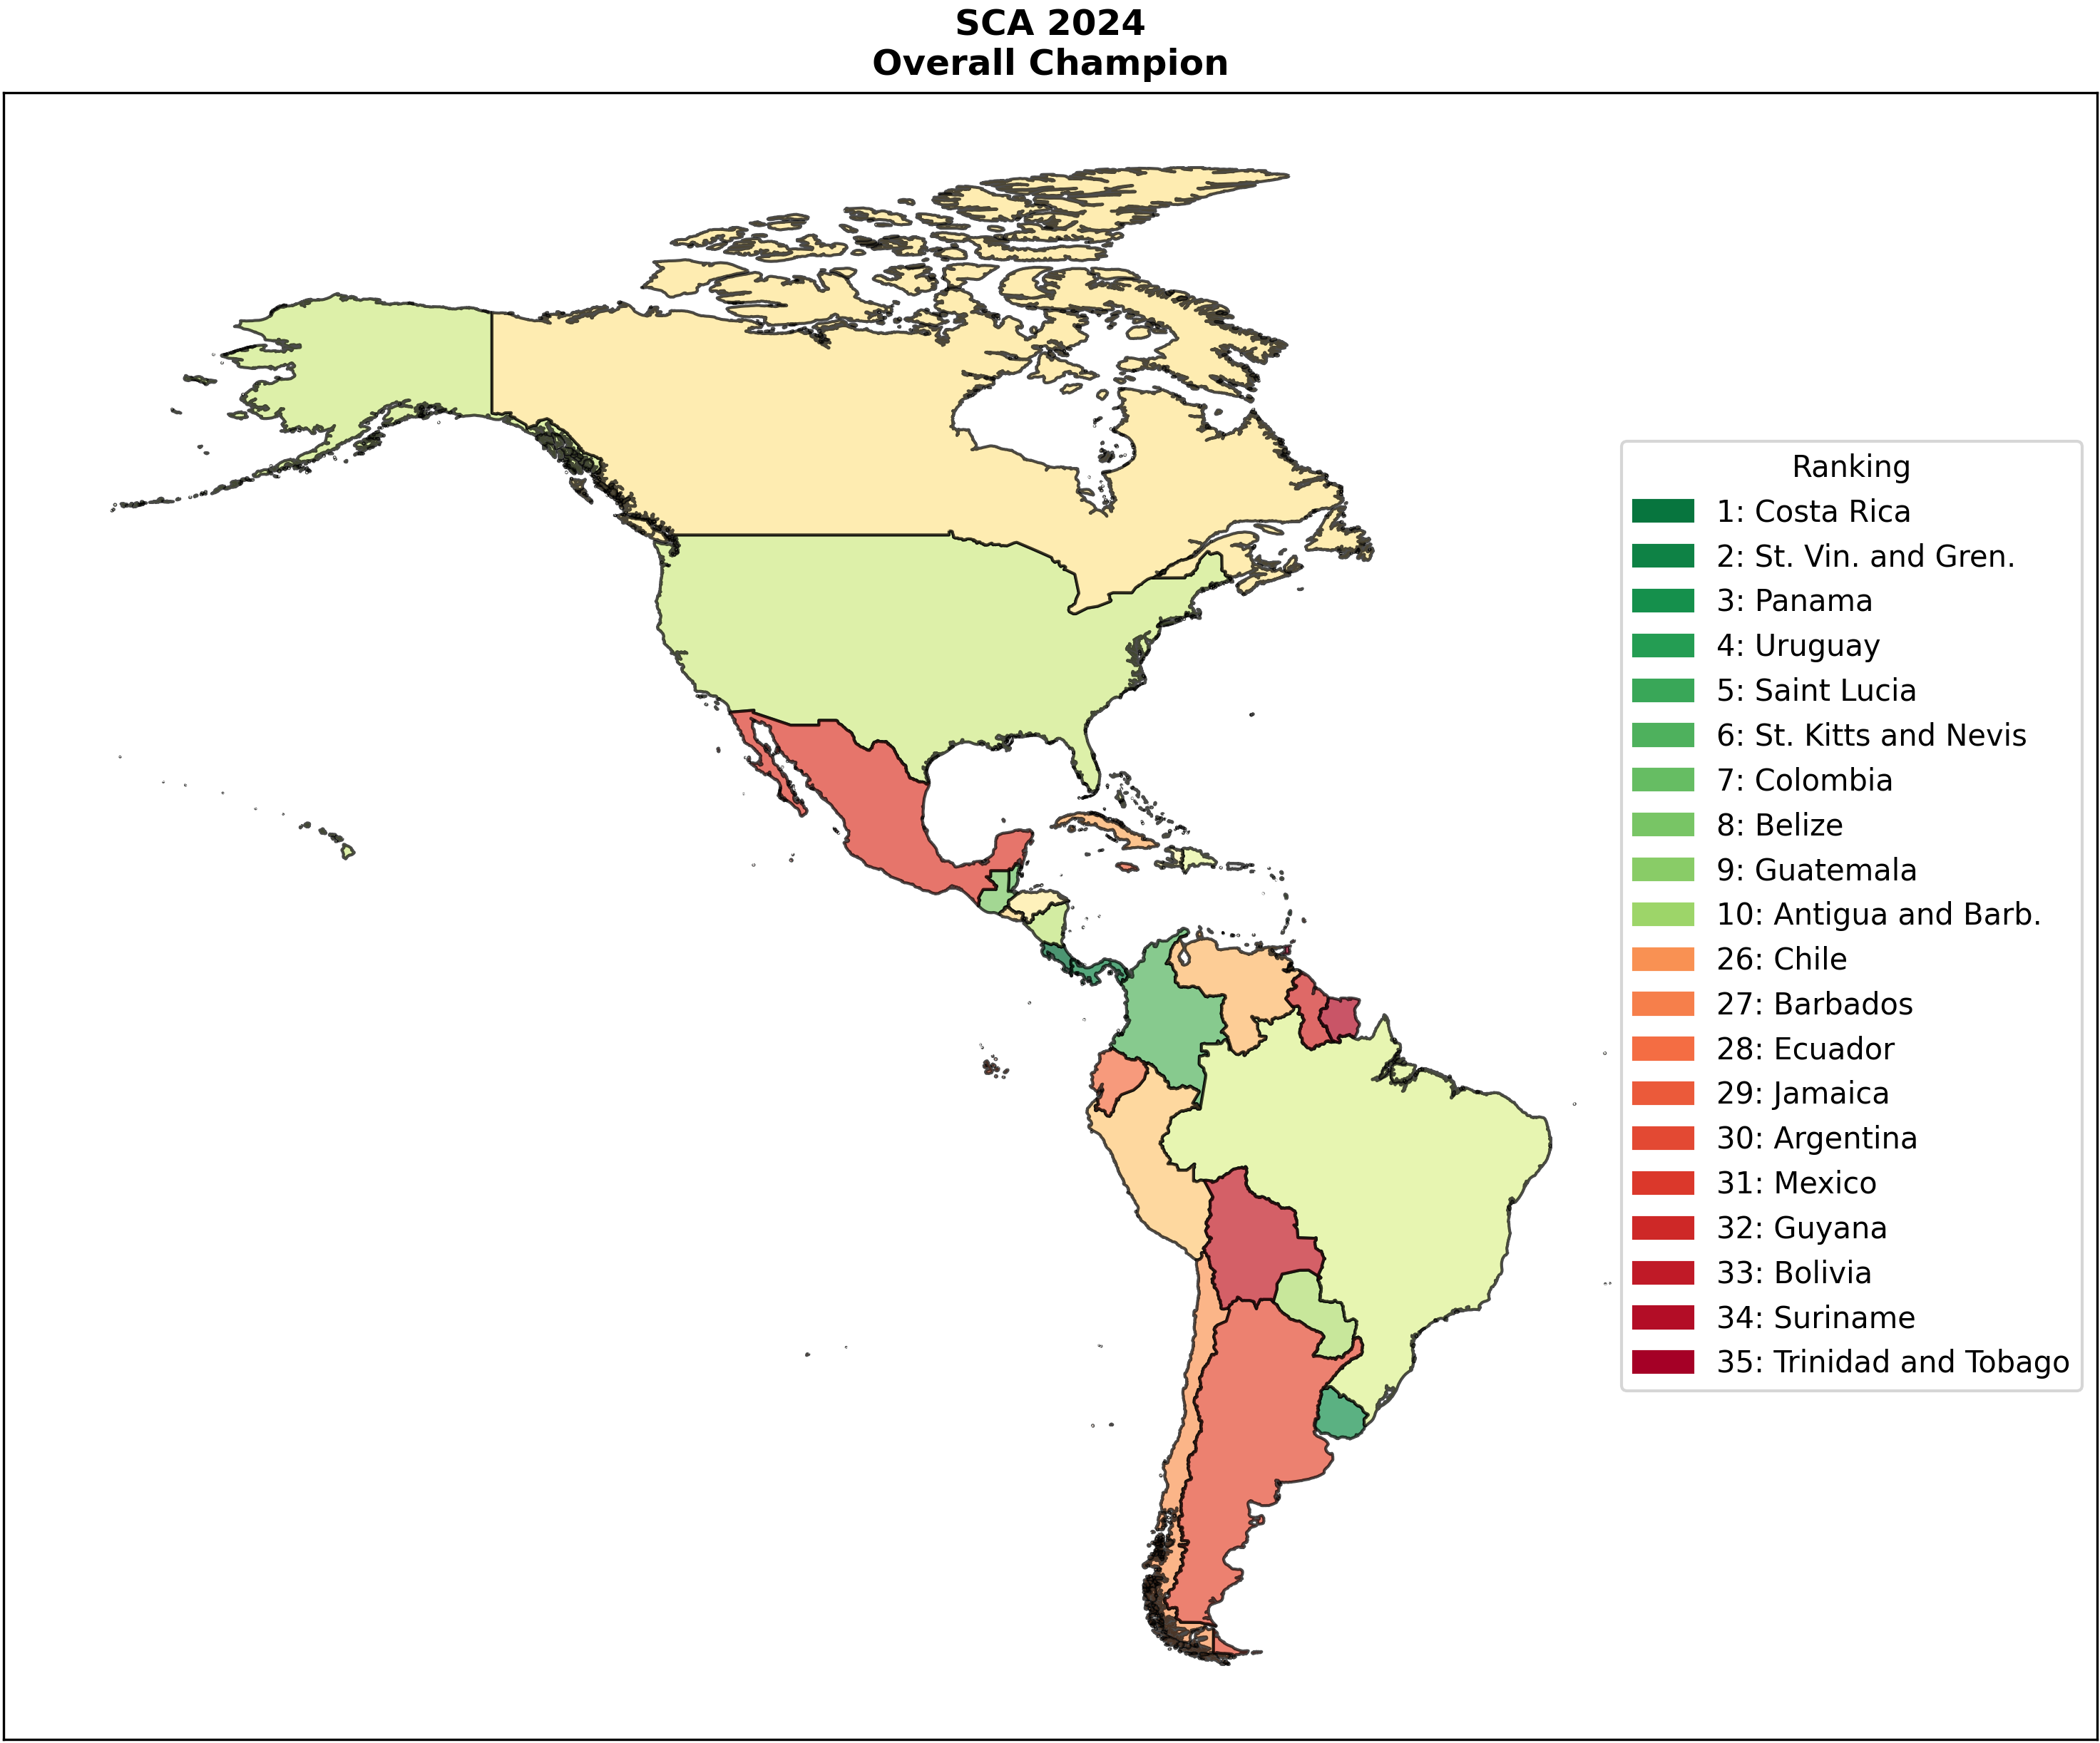 SCA 2024
Overall Champion
Ranking
1: Costa Rica
2: St. Vin. and Gren.
3: Panama
4: Uruguay
5: Saint Lucia
6: St. Kitts and Nevis
7: Colombia
8: Belize
9: Guatemala
10: Antigua and Barb.
26: Chile
27: Barbados
28: Ecuador
29: Jamaica
30: Argentina
31: Mexico
32: Guyana
33: Bolivia
34: Suriname
35: Trinidad and Tobago